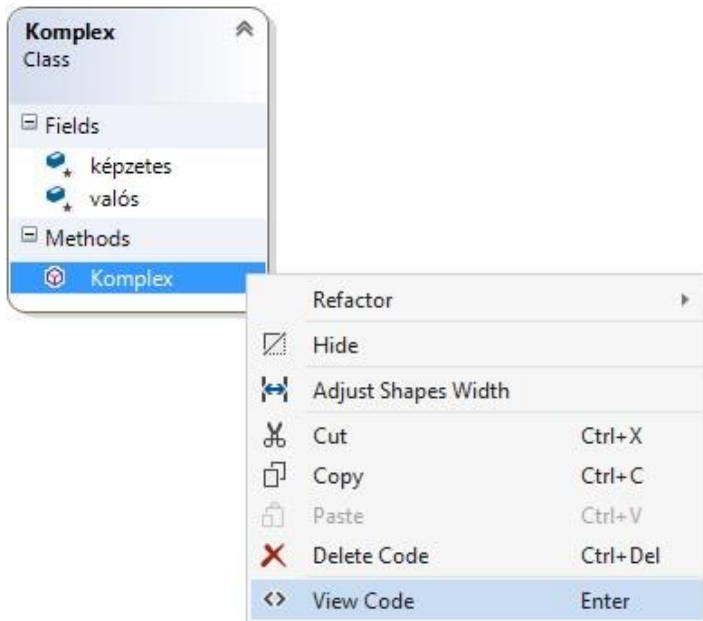 Komplex
Class
Fields
képzetes
valós
Methods
Komplex
Refactor
Hide
Adjust Shapes Width
Cut Ctrl+X
Copy Ctrl+C
Paste Ctrl+V
Delete Code Ctrl+Del
View Code Enter